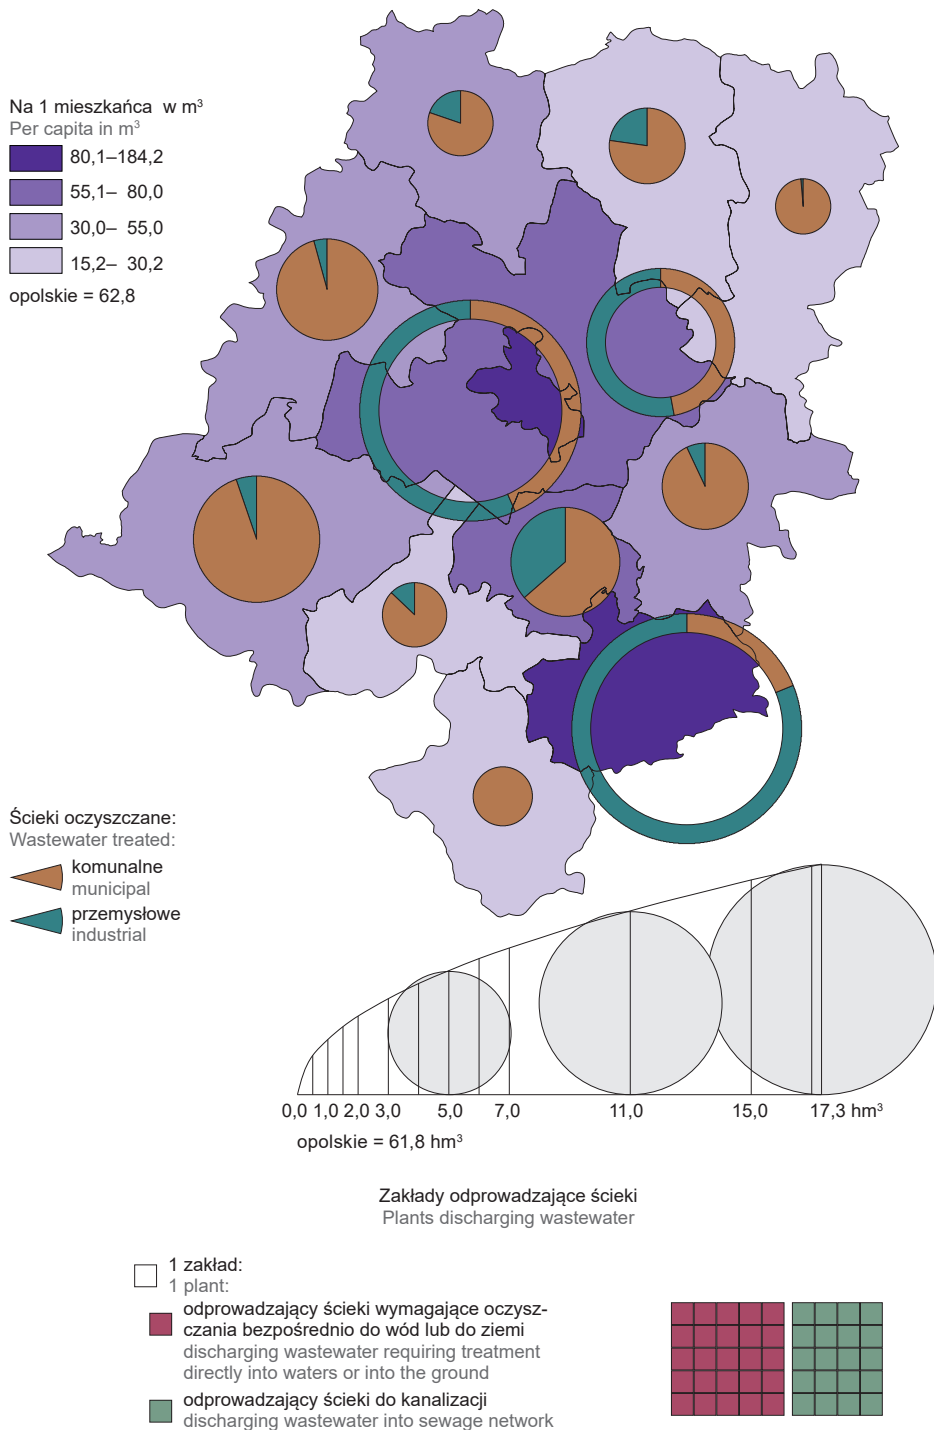 Na 1 mieszkańca w m³
Per capita in m³
80,1–184,2
55,1– 80,0
30,0– 55,0
15,2– 30,2
opolskie = 62,8
Ścieki oczyszczane:
Wastewater treated:
komunalne
municipal
przemysłowe
industrial
0,0 1,0 2,0 3,0 5,0 7,0 11,0 15,0 17,3 hm³
opolskie = 61,8 hm³
Zakłady odprowadzające ścieki
Plants discharging wastewater
1 zakład:
1 plant:
odprowadzający ścieki wymagające oczysz-
czania bezpośrednio do wód lub do ziemi
discharging wastewater requiring treatment
directly into waters or into the ground
odprowadzający ścieki do kanalizacji
discharging wastewater into sewage network